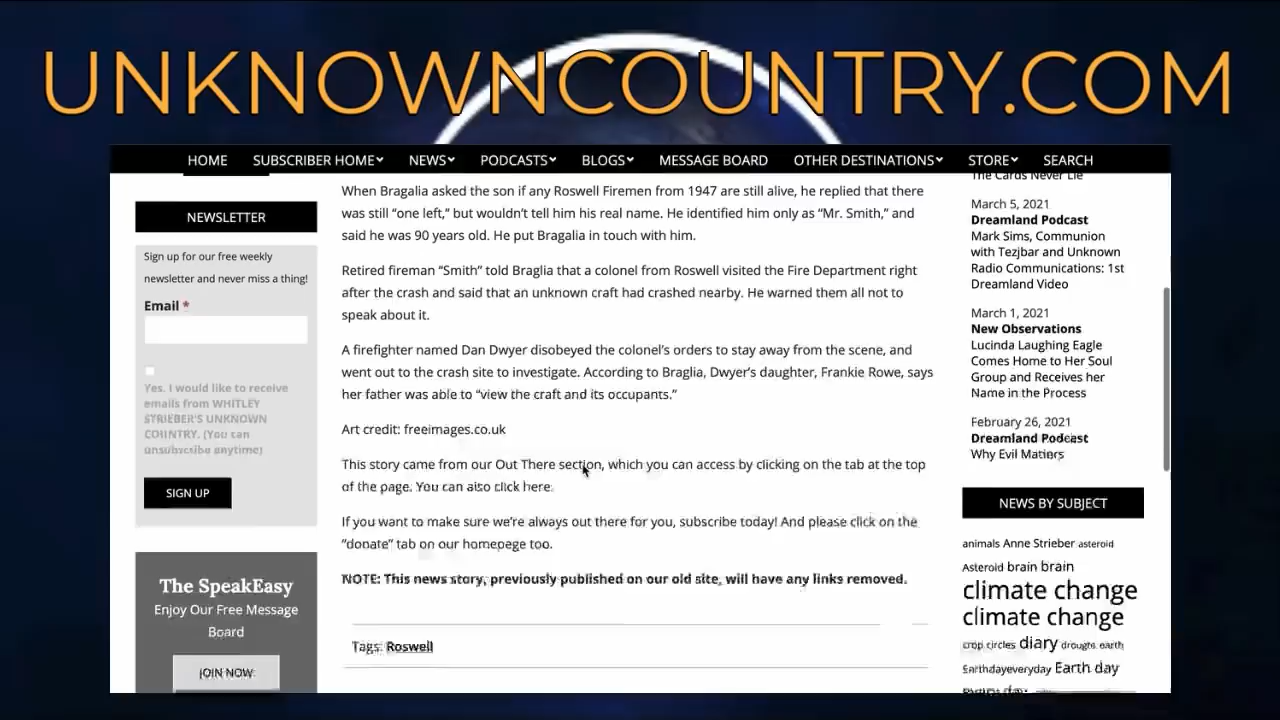 UNKNOWNCOUNTRY.COM
HOME SUBSCRIBER HOME NEWS PODCASTS BLOGS MESSAGE BOARD OTHER DESTINATIONS STORE SEARCH
NEWSLETTER
Sign up for our free weekly
newsletter and never miss a thing!
Email *
Yes. I would like to receive
emails from WHITLEY
STRIEBER'S UNKNOWN
COUNTRY. (You can
unsubscribe anytime)
SIGN UP
The SpeakEasy
Enjoy Our Free Message
Board
JOIN NOW
When Bragalia asked the son if any Roswell Firemen from 1947 are still alive, he replied that there
was still “one left,” but wouldn’t tell him his real name. He identified him only as “Mr. Smith,” and
said he was 90 years old. He put Bragalia in touch with him.
Retired fireman “Smith” told Braglia that a colonel from Roswell visited the Fire Department right
after the crash and said that an unknown craft had crashed nearby. He warned them all not to
speak about it.
A firefighter named Dan Dwyer disobeyed the colonel’s orders to stay away from the scene, and
went out to the crash site to investigate. According to Braglia, Dwyer’s daughter, Frankie Rowe, says
her father was able to “view the craft and its occupants.”
Art credit: freeimages.co.uk
This story came from our Out There section, which you can access by clicking on the tab at the top
of the page. You can also click here.
If you want to make sure we’re always out there for you, subscribe today! And please click on the
“donate” tab on our homepage too.
NOTE: This news story, previously published on our old site, will have any links removed.
Tags: Roswell
The Cards Never Lie
March 5, 2021
Dreamland Podcast
Mark Sims, Communion
with Tezjbar and Unknown
Radio Communications: 1st
Dreamland Video
March 1, 2021
New Observations
Lucinda Laughing Eagle
Comes Home to Her Soul
Group and Receives her
Name in the Process
February 26, 2021
Dreamland Podcast
Why Evil Matters
NEWS BY SUBJECT
animals Anne Strieber asteroid
Asteroid brain brain
climate change
climate change
crop circles diary drought earth
Earthdayeveryday Earth day